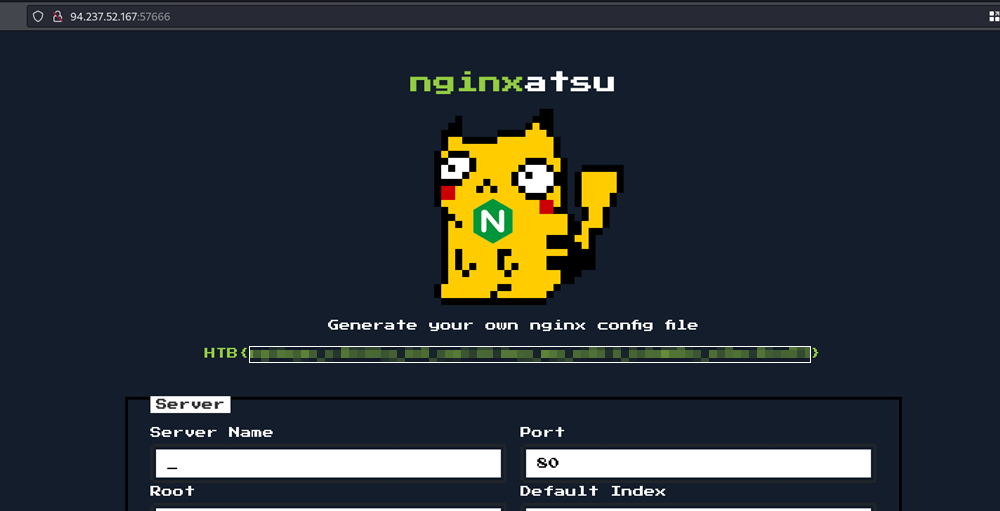 94.237.52.167:57666
nginxatsu
N
Generate your own nginx config file
HTB{ }
Server
Server Name
Port
_
80
Root
Default Index